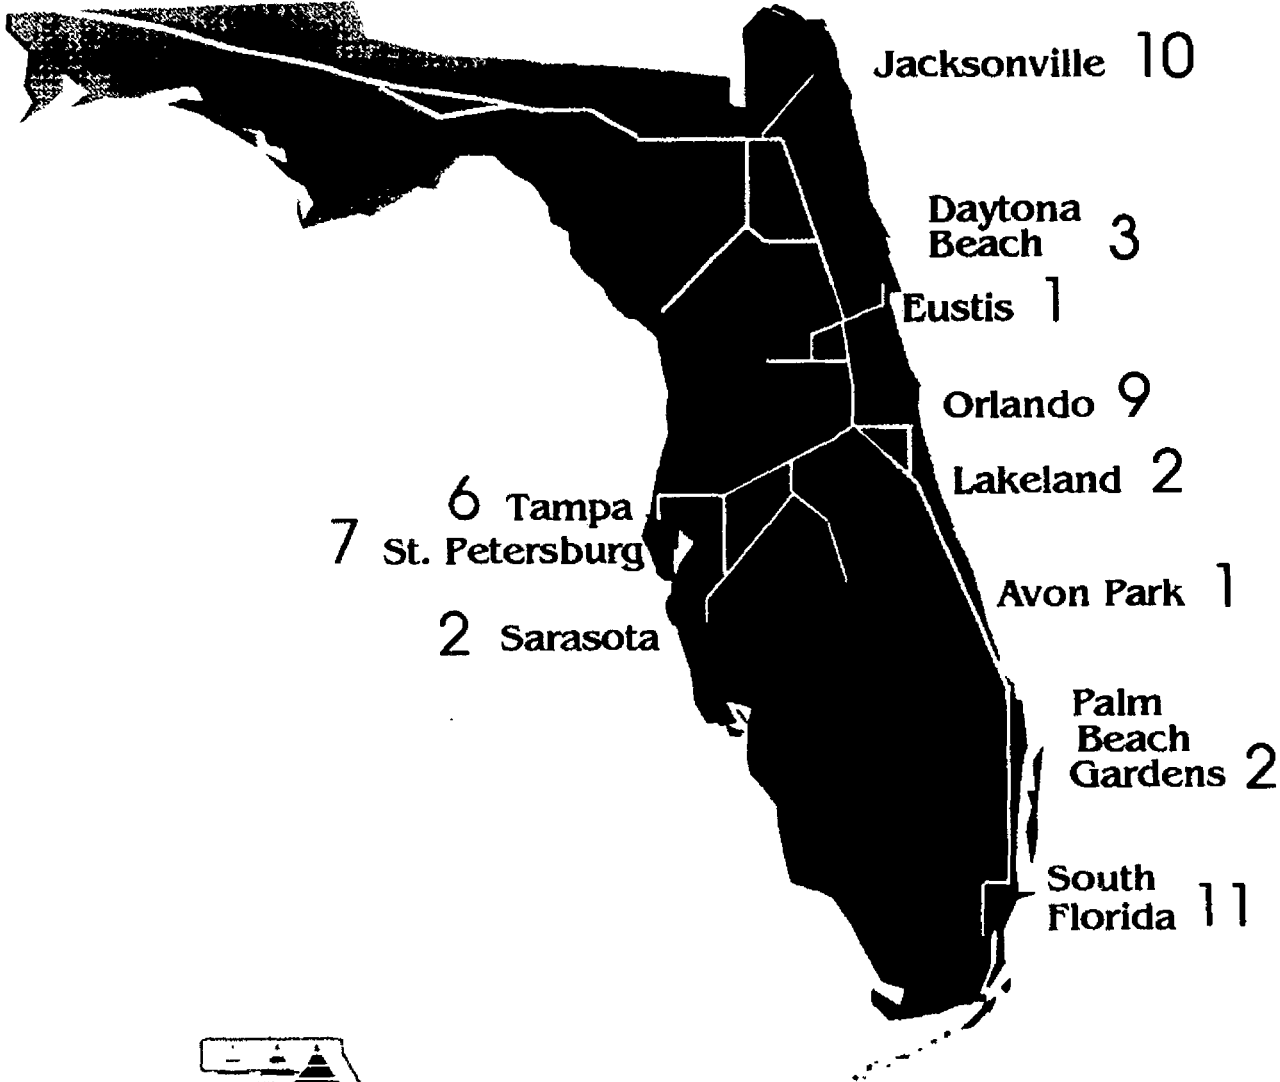 Jacksonville 10
Daytona
Beach 3
Eustis 1
Orlando 9
Lakeland 2
6 Tampa
7 St. Petersburg
Avon Park 1
2 Sarasota
Palm
Beach
Gardens 2
South
Florida 11